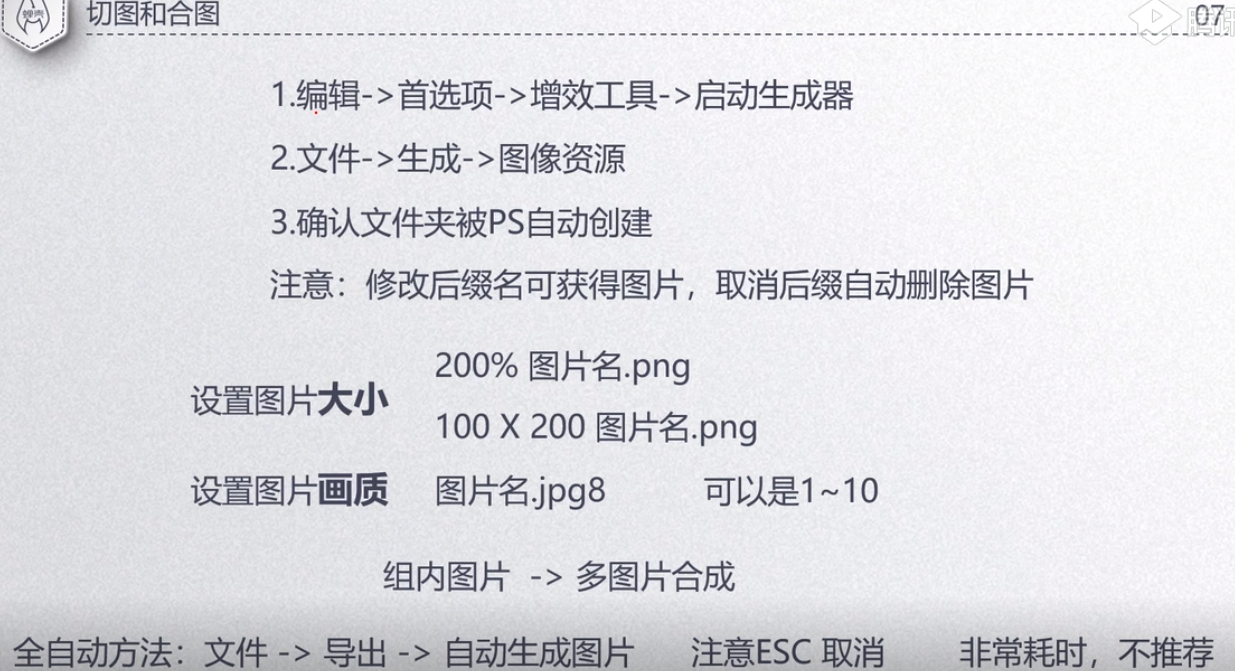 切图和合图
07
1.编辑->首选项->增效工具->启动生成器
2.文件->生成->图像资源
3.确认文件夹被PS自动创建
注意：修改后缀名可获得图片，取消后缀自动删除图片
200% 图片名.png
设置图片大小
100 X 200 图片名.png
设置图片画质 图片名.jpg8 可以是1~10
组内图片 -> 多图片合成
全自动方法：文件 -> 导出 -> 自动生成图片 注意ESC 取消 非常耗时，不推荐